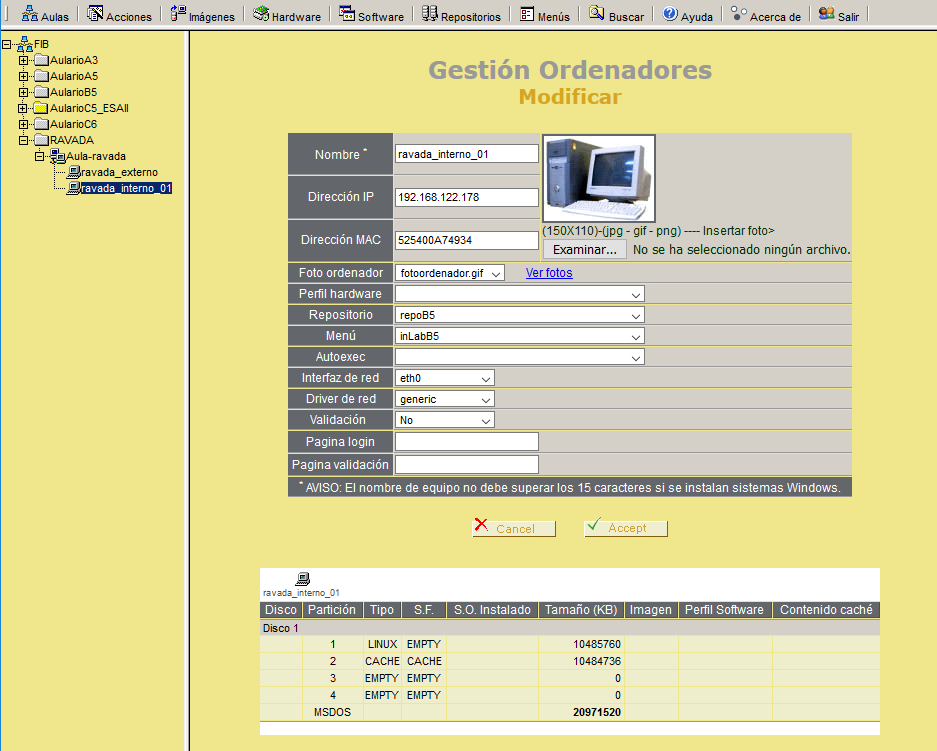 Aulas Acciones Imágenes Hardware Software Repositorios Menús Buscar Ayuda Acerca de Salir
FIB
AularioA3
AularioA5
AularioB5
AularioC5_ESAII
AularioC6
RAVADA
Aula-ravada
ravada_externo
ravada_interno_01
Gestión Ordenadores
Modificar
Nombre * ravada_interno_01
Dirección IP 192.168.122.178
(150X110)-(jpg - gif - png) ---- Insertar foto>
Dirección MAC 525400A74934
Examinar... No se ha seleccionado ningún archivo.
Foto ordenador fotoordenador.gif Ver fotos
Perfil hardware
Repositorio repoB5
Menú inLabB5
Autoexec
Interfaz de red eth0
Driver de red generic
Validación No
Pagina login
Pagina validación
* AVISO: El nombre de equipo no debe superar los 15 caracteres si se instalan sistemas Windows.
Cancel Accept
ravada_interno_01
Disco Partición Tipo S.F. S.O. Instalado Tamaño (KB) Imagen Perfil Software Contenido caché
Disco 1
1 LINUX EMPTY 10485760
2 CACHE CACHE 10484736
3 EMPTY EMPTY 0
4 EMPTY EMPTY 0
MSDOS 20971520